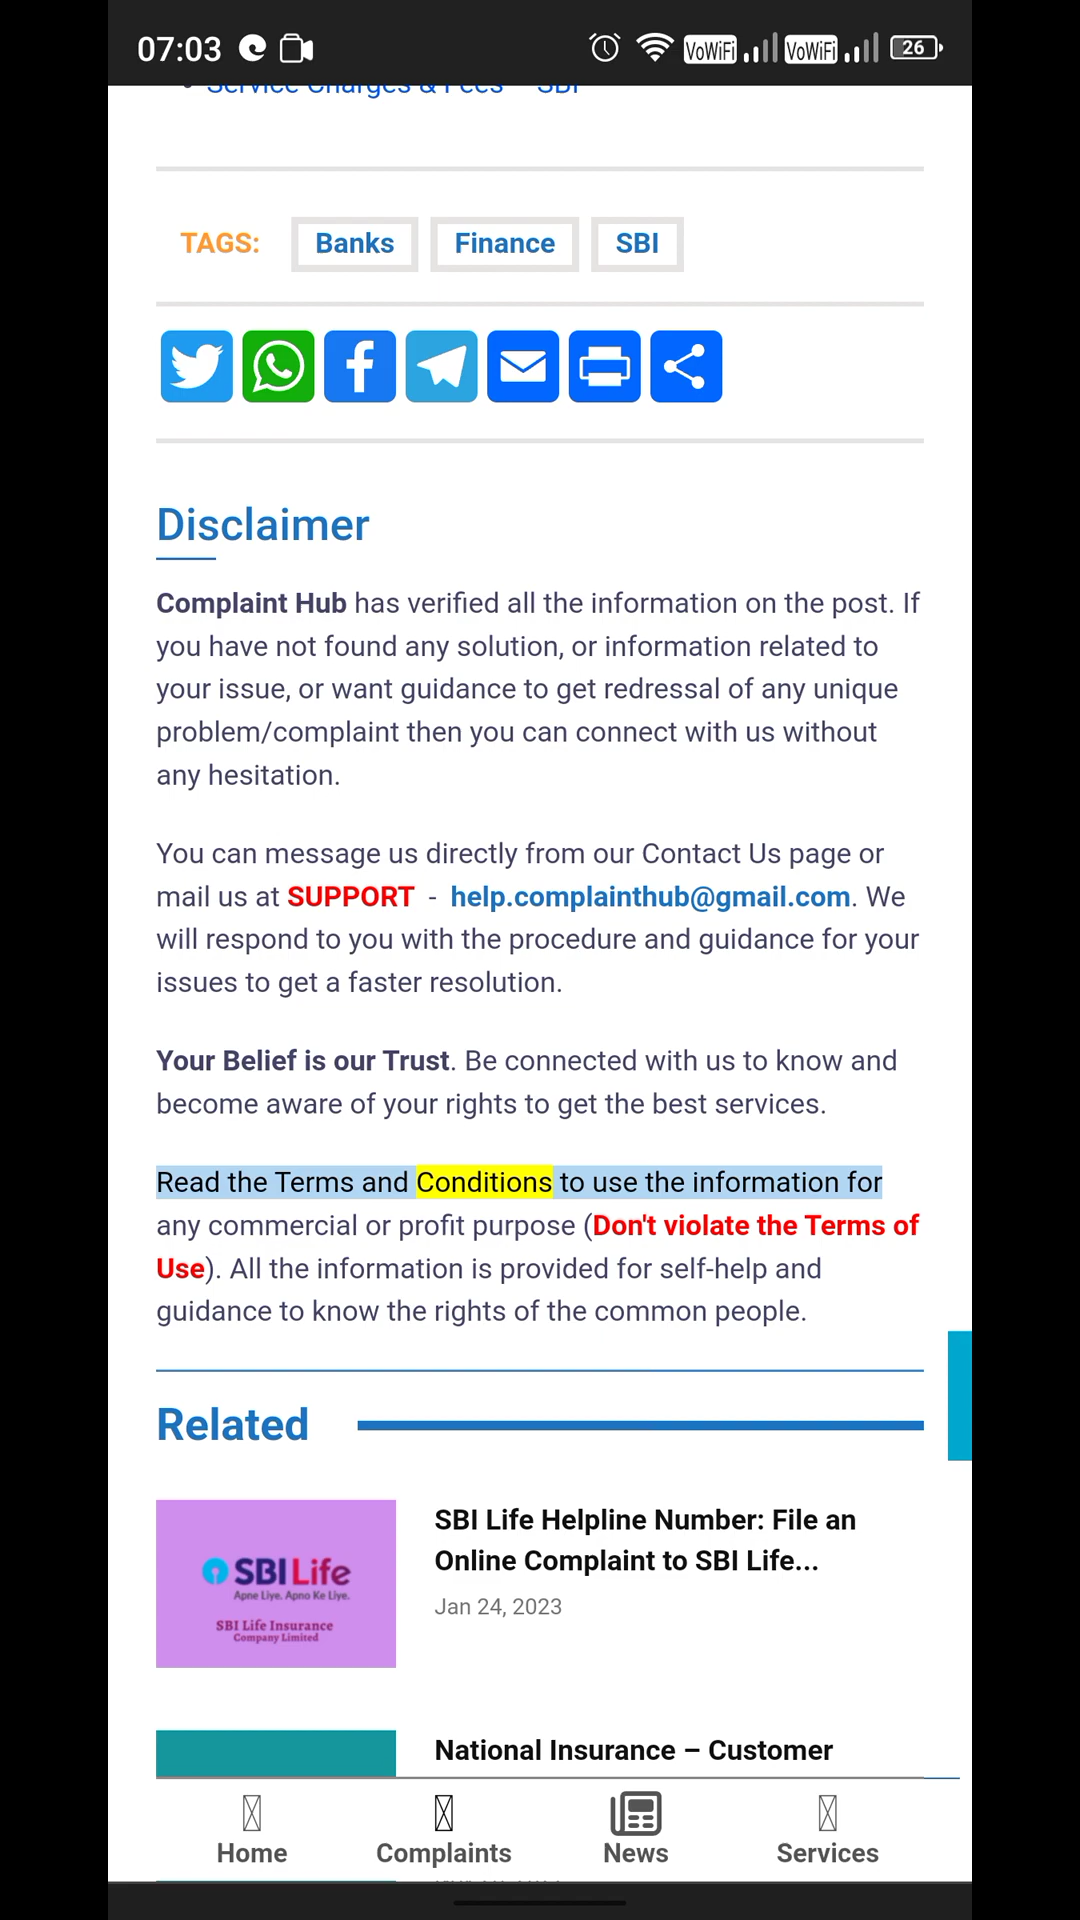 07:03 VoWiFi VoWiFi 26
Service Charges & Fees – SBI
TAGS: Banks Finance SBI
Disclaimer
Complaint Hub has verified all the information on the post. If
you have not found any solution, or information related to
your issue, or want guidance to get redressal of any unique
problem/complaint then you can connect with us without
any hesitation.
You can message us directly from our Contact Us page or
mail us at SUPPORT - help.complainthub@gmail.com. We
will respond to you with the procedure and guidance for your
issues to get a faster resolution.
Your Belief is our Trust. Be connected with us to know and
become aware of your rights to get the best services.
Read the Terms and Conditions to use the information for
any commercial or profit purpose (Don't violate the Terms of
Use). All the information is provided for self-help and
guidance to know the rights of the common people.
Related
SBI Life
Apne Liye. Apno Ke Liye.
SBI Life Insurance
Company Limited
SBI Life Helpline Number: File an
Online Complaint to SBI Life...
Jan 24, 2023
National Insurance – Customer
Home Complaints News Services